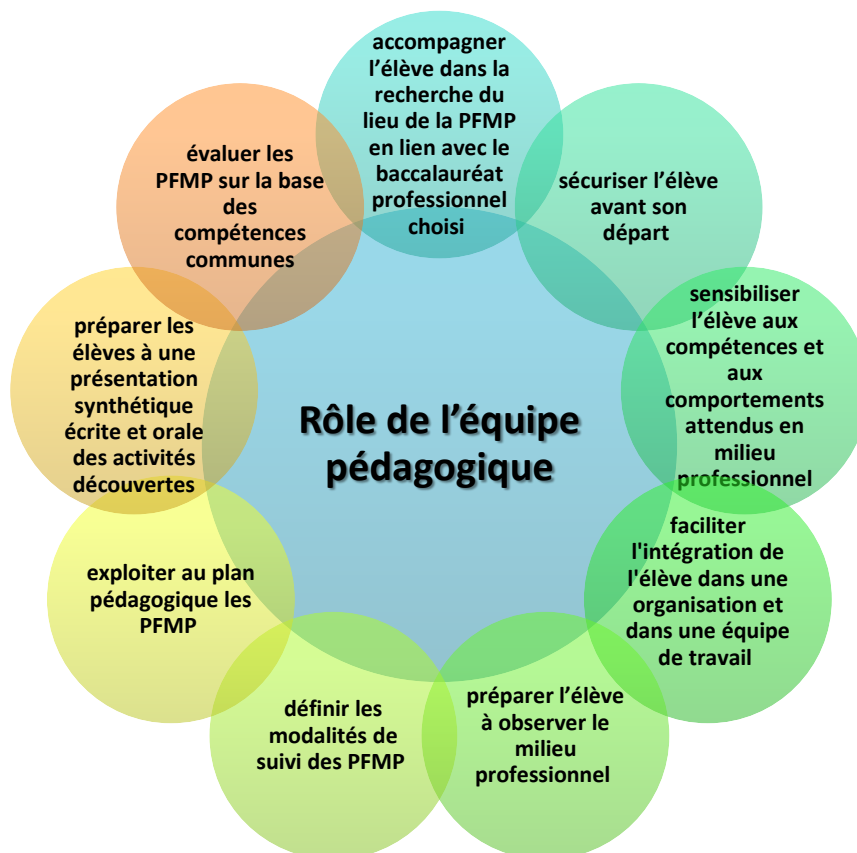 accompagner
l'élève dans la
recherche du
lieu de la PFMP
en lien avec le
baccalauréat
professionnel
choisi
sécuriser l'élève
avant son
départ
sensibiliser
l'élève aux
compétences et
aux
comportements
attendus en
milieu
professionnel
faciliter
l'intégration de
l'élève dans une
organisation et
dans une équipe
de travail
préparer l'élève
à observer le
milieu
professionnel
définir les
modalités de
suivi des PFMP
exploiter au plan
pédagogique les
PFMP
préparer les
élèves à une
présentation
synthétique
écrite et orale
des activités
découvertes
évaluer les
PFMP sur la base
des
compétences
communes
Rôle de l'équipe
pédagogique